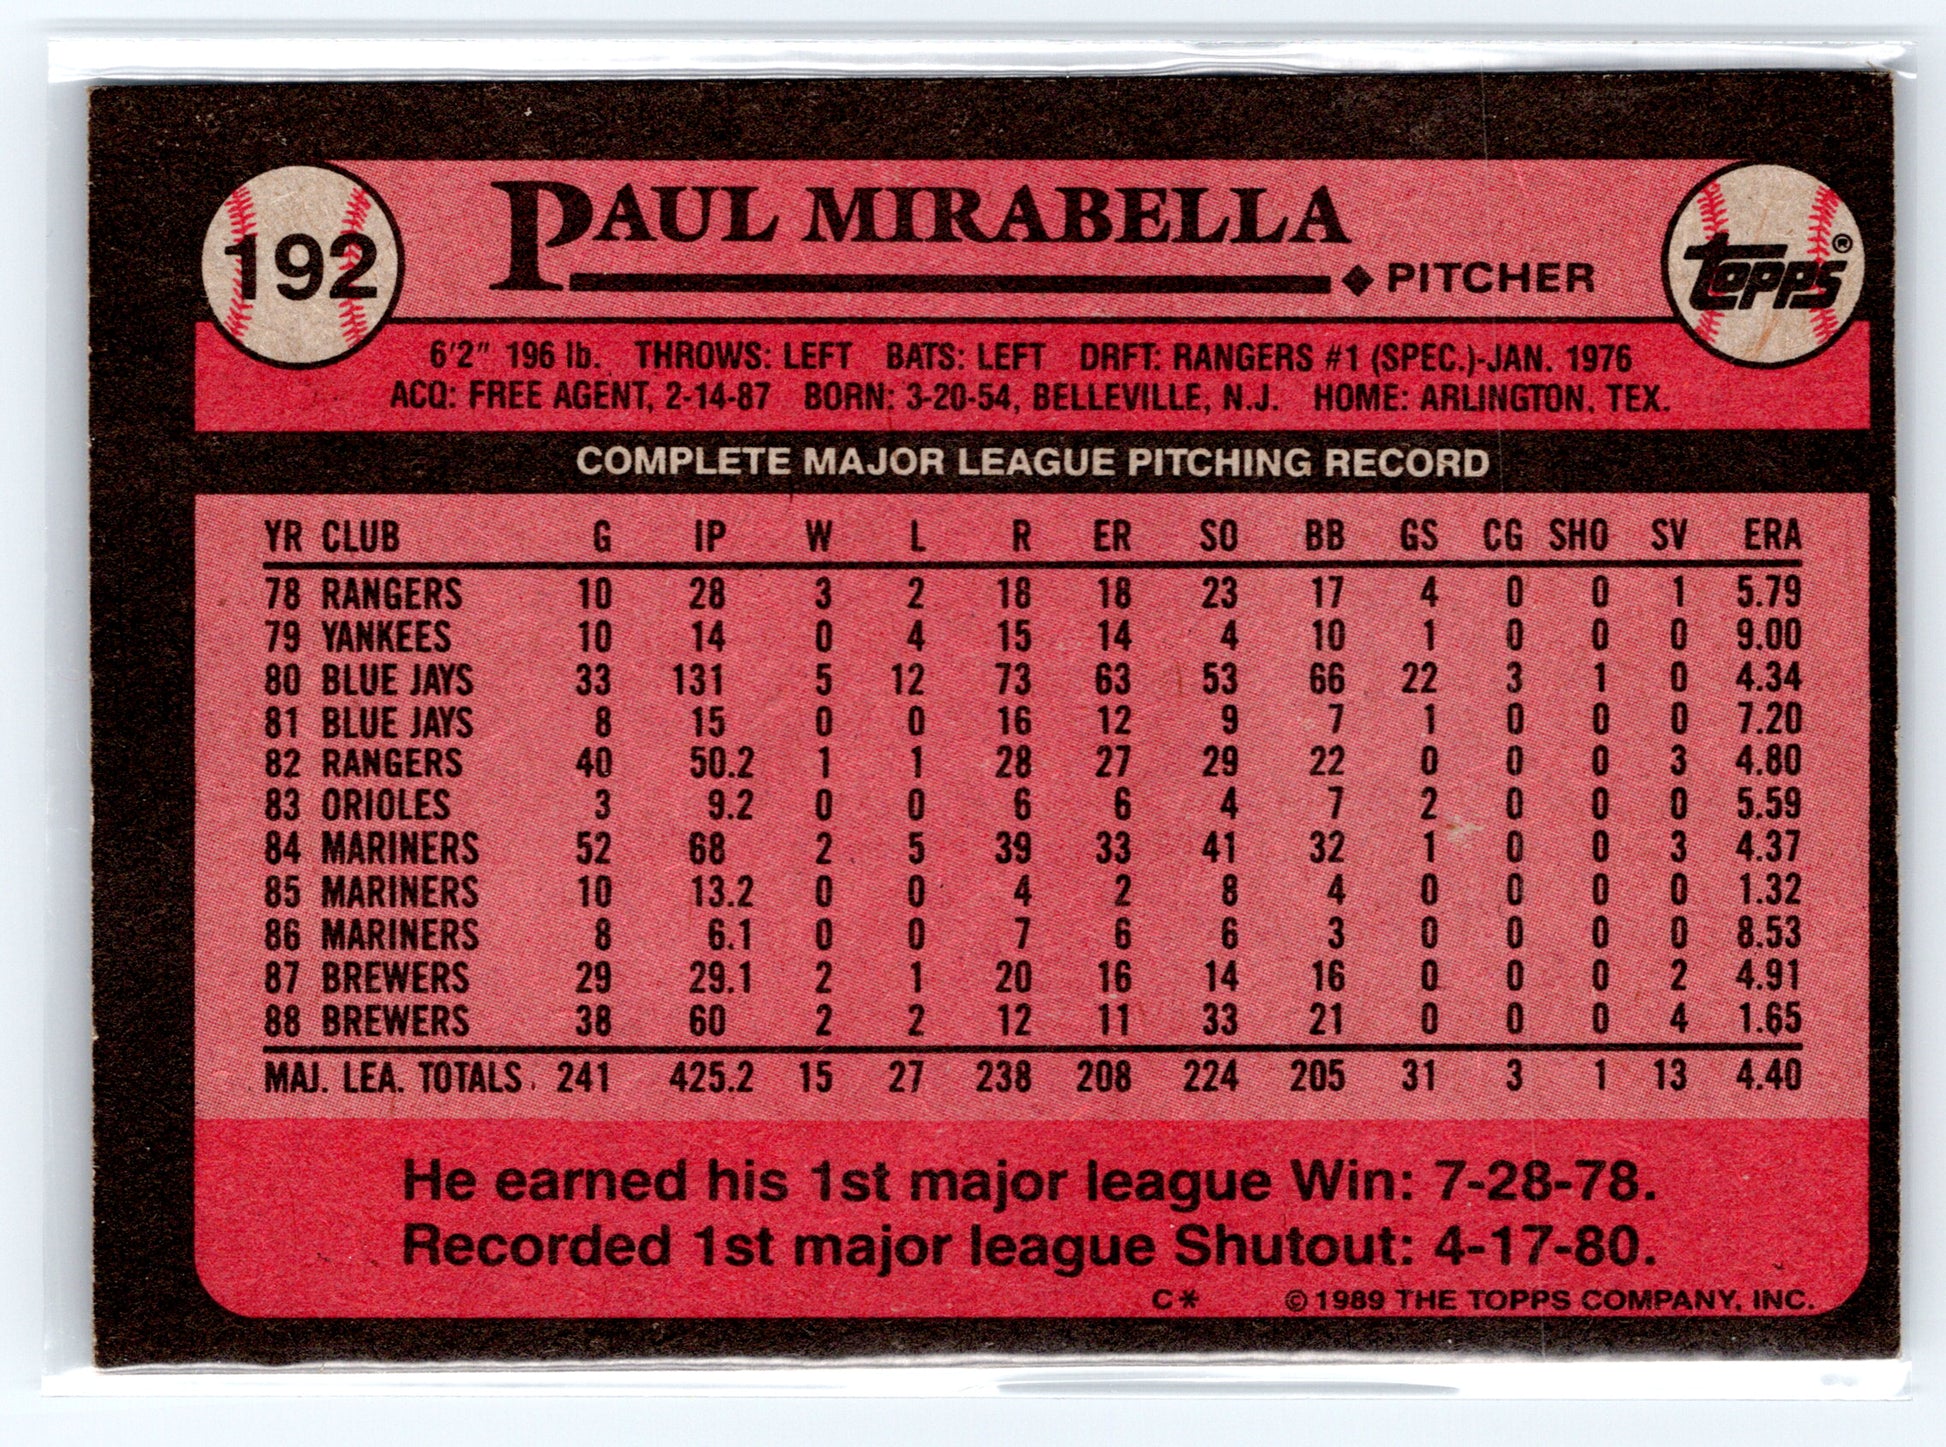 192
PAUL MIRABELLA
PITCHER
topps®
6'2" 196 lb. THROWS: LEFT BATS: LEFT DRFT: RANGERS #1 (SPEC.)-JAN. 1976
ACQ: FREE AGENT, 2-14-87 BORN: 3-20-54, BELLEVILLE, N.J. HOME: ARLINGTON, TEX.
COMPLETE MAJOR LEAGUE PITCHING RECORD
YR CLUB G IP W L R ER SO BB GS CG SHO SV ERA
78 RANGERS 10 28 3 2 18 18 23 17 4 0 0 1 5.79
79 YANKEES 10 14 0 4 15 14 4 10 1 0 0 0 9.00
80 BLUE JAYS 33 131 5 12 73 63 53 66 22 3 1 0 4.34
81 BLUE JAYS 8 15 0 0 16 12 9 7 1 0 0 0 7.20
82 RANGERS 40 50.2 1 1 28 27 29 22 0 0 0 3 4.80
83 ORIOLES 3 9.2 0 0 6 6 4 7 2 0 0 0 5.59
84 MARINERS 52 68 2 5 39 33 41 32 1 0 0 3 4.37
85 MARINERS 10 13.2 0 0 4 2 8 4 0 0 0 0 1.32
86 MARINERS 8 6.1 0 0 7 6 6 3 0 0 0 0 8.53
87 BREWERS 29 29.1 2 1 20 16 14 16 0 0 0 2 4.91
88 BREWERS 38 60 2 2 12 11 33 21 0 0 0 4 1.65
MAJ. LEA. TOTALS 241 425.2 15 27 238 208 224 205 31 3 1 13 4.40
He earned his 1st major league Win: 7-28-78.
Recorded 1st major league Shutout: 4-17-80.
C* © 1989 THE TOPPS COMPANY, INC.